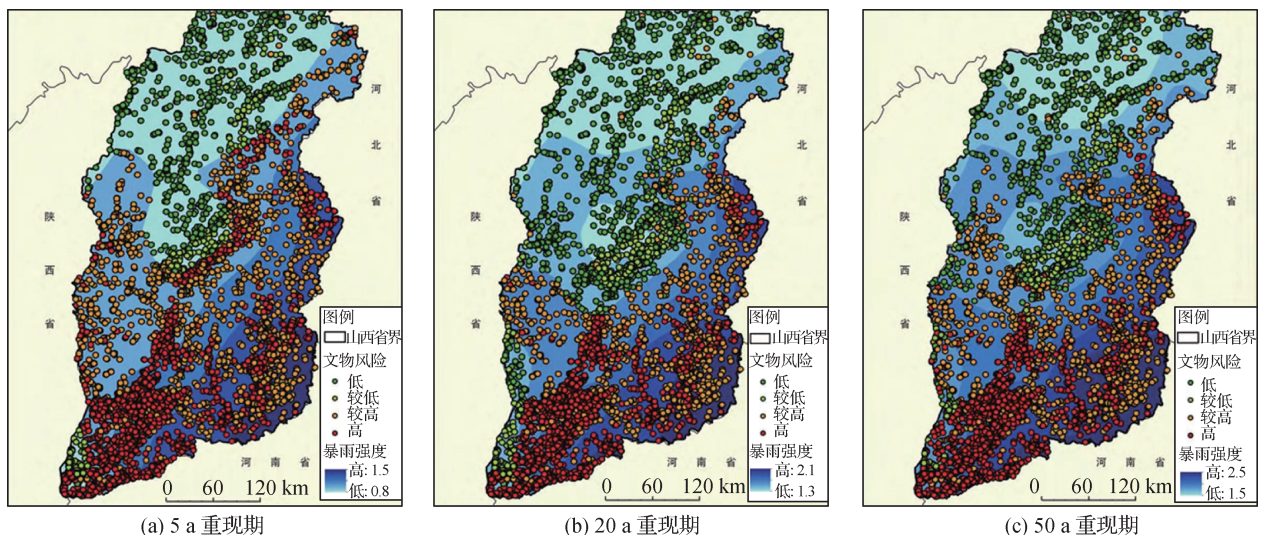 河
北
省
陕
西
省
图例
山西省界
文物风险
低
较低
较高
高
暴雨强度
高: 1.5
低: 0.8
河 南 省
0 60 120 km
(a) 5 a 重现期
河
北
省
陕
西
省
图例
山西省界
文物风险
低
较低
较高
高
暴雨强度
高: 2.1
低: 1.3
河 南 省
0 60 120 km
(b) 20 a 重现期
河
北
省
陕
西
省
图例
山西省界
文物风险
低
较低
较高
高
暴雨强度
高: 2.5
低: 1.5
河 南 省
0 60 120 km
(c) 50 a 重现期